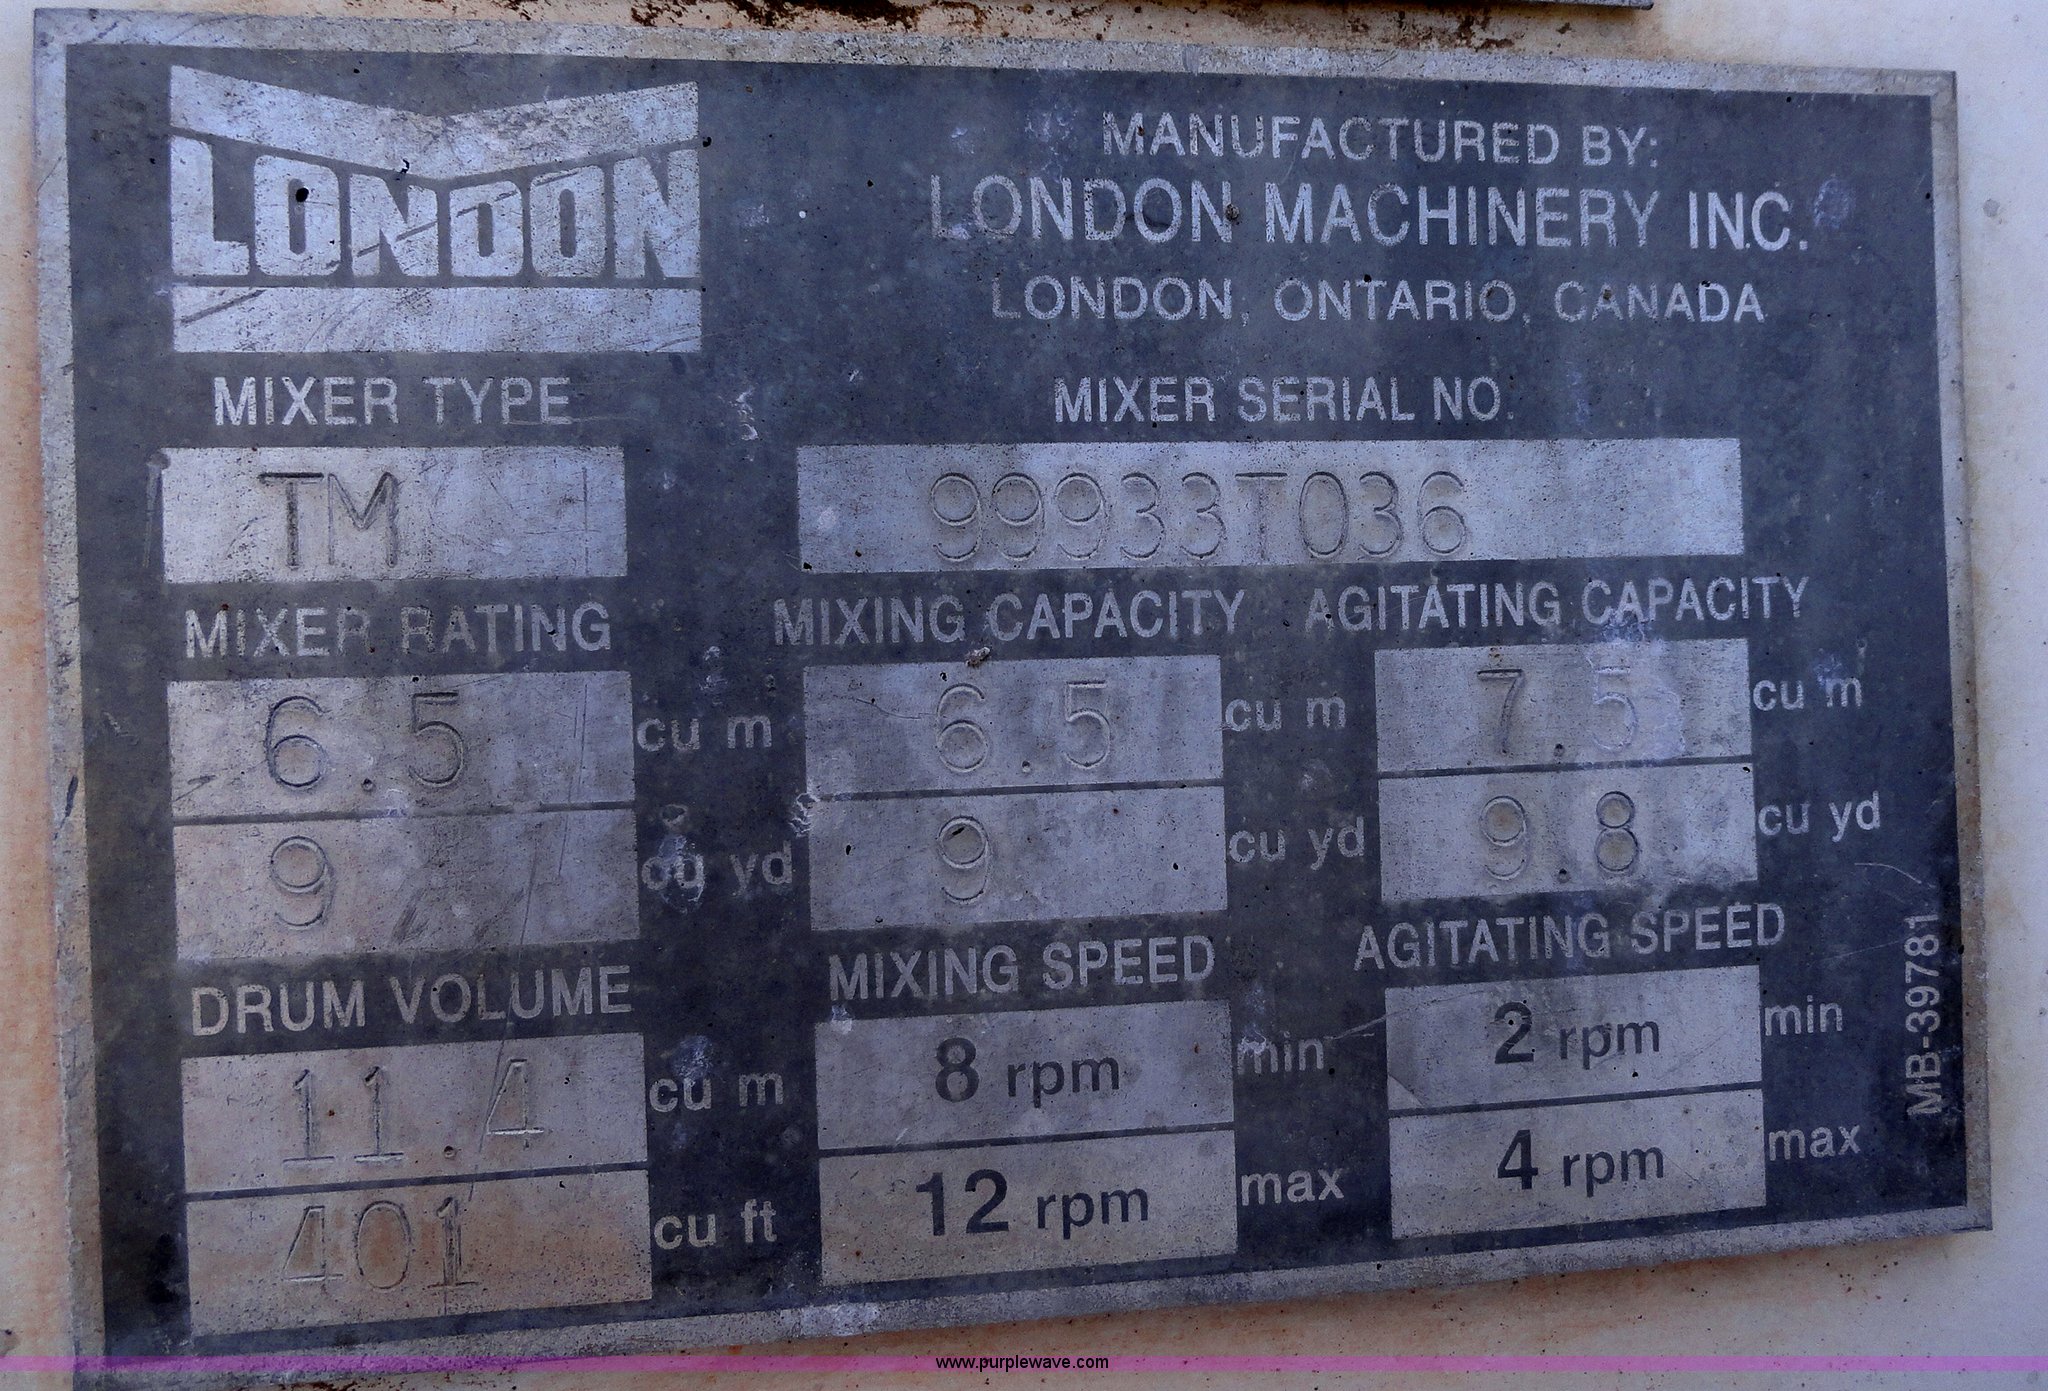 LONDON
MANUFACTURED BY:
LONDON MACHINERY INC.
LONDON, ONTARIO, CANADA
MIXER TYPE
TM
MIXER SERIAL NO.
99933T036
MIXER RATING
6.5 cu m
9 cu yd
MIXING CAPACITY
6.5 cu m
9 cu yd
AGITATING CAPACITY
7.5 cu m
9.8 cu yd
DRUM VOLUME
11.4 cu m
401 cu ft
MIXING SPEED
8 rpm min
12 rpm max
AGITATING SPEED
2 rpm min
4 rpm max
MB-39781
www.purplewave.com